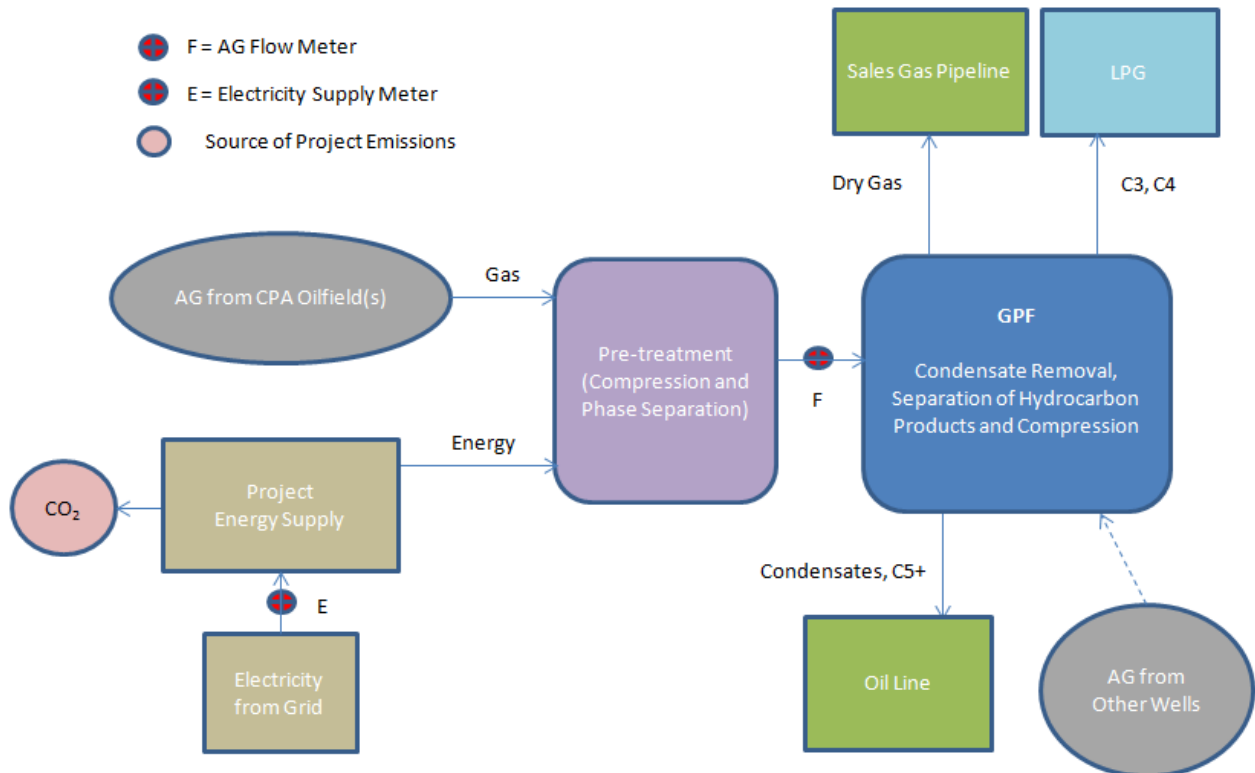 F = AG Flow Meter
E = Electricity Supply Meter
Source of Project Emissions
Sales Gas Pipeline
LPG
Dry Gas
C3, C4
AG from CPA Oilfield(s)
Gas
Pre-treatment
(Compression and
Phase Separation)
F
GPF
Condensate Removal,
Separation of Hydrocarbon
Products and Compression
Energy
CO₂
Project
Energy Supply
E
Electricity
from Grid
Condensates, C5+
Oil Line
AG from
Other Wells